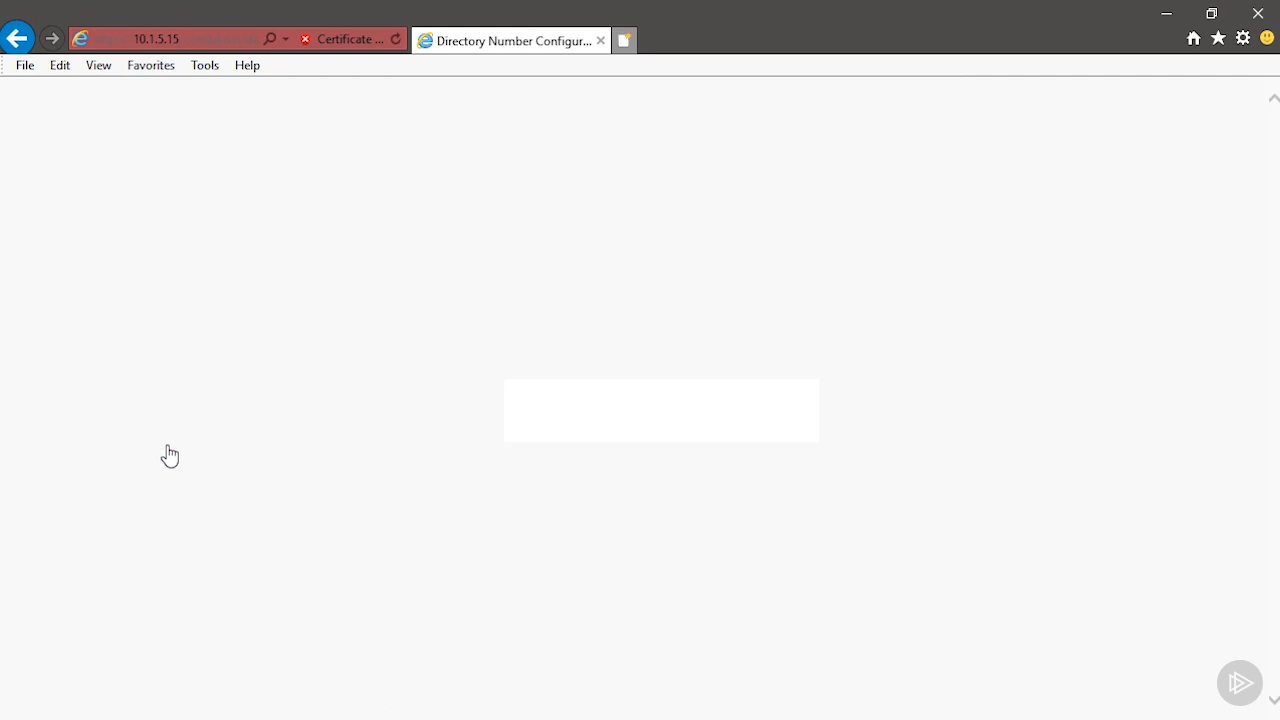 10.1.5.15
Certificate ...
Directory Number Configur...
File Edit View Favorites Tools Help